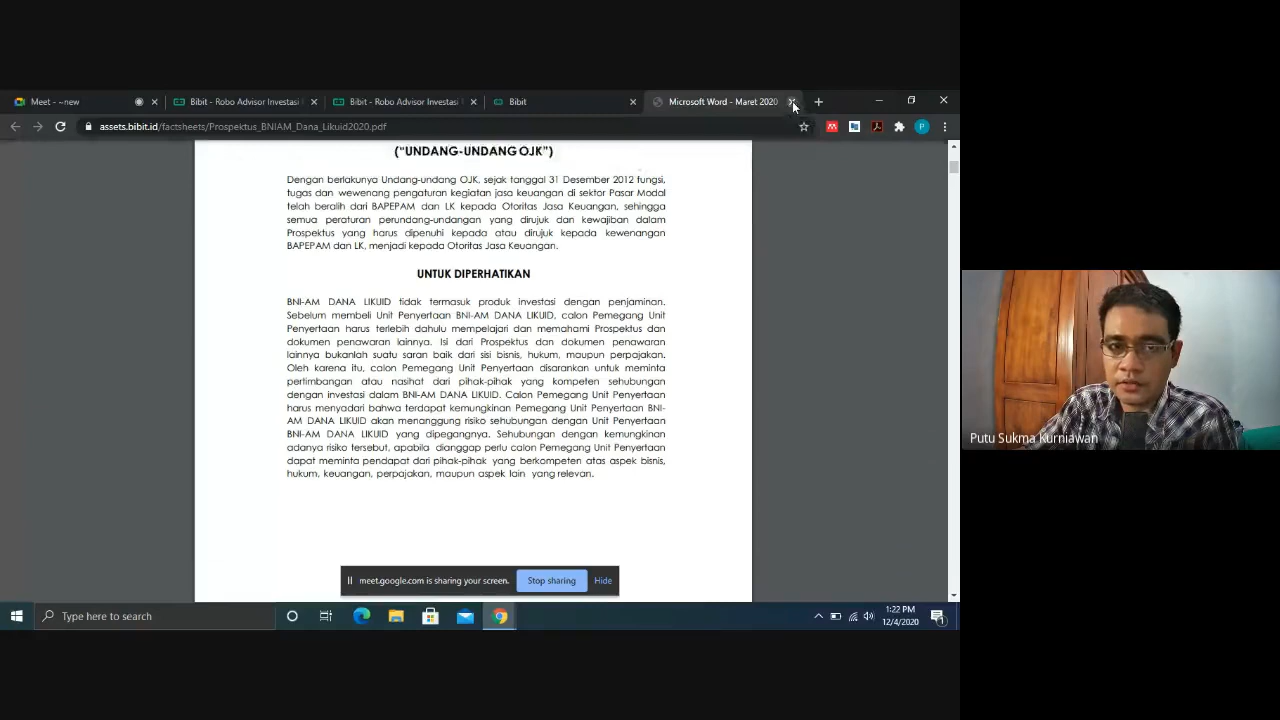 Meet - ~new
Bibit - Robo Advisor Investasi
Bibit - Robo Advisor Investasi
Bibit
Microsoft Word - Maret 2020
assets.bibit.id/factsheets/Prospektus_BNIAM_Dana_Likuid2020.pdf
P
("UNDANG-UNDANG OJK")
Dengan berlakunya Undang-undang OJK, sejak tanggal 31 Desember 2012 fungsi,
tugas dan wewenang pengaturan kegiatan jasa keuangan di sektor Pasar Modal
telah beralih dari BAPEPAM dan LK kepada Otoritas Jasa Keuangan, sehingga
semua peraturan perundang-undangan yang dirujuk dan kewajiban dalam
Prospektus yang harus dipenuhi kepada atau dirujuk kepada kewenangan
BAPEPAM dan LK, menjadi kepada Otoritas Jasa Keuangan.
UNTUK DIPERHATIKAN
BNI-AM DANA LIKUID tidak termasuk produk investasi dengan penjaminan.
Sebelum membeli Unit Penyertaan BNI-AM DANA LIKUID, calon Pemegang Unit
Penyertaan harus terlebih dahulu mempelajari dan memahami Prospektus dan
dokumen penawaran lainnya. Isi dari Prospektus dan dokumen penawaran
lainnya bukanlah suatu saran baik dari sisi bisnis, hukum, maupun perpajakan.
Oleh karena itu, calon Pemegang Unit Penyertaan disarankan untuk meminta
pertimbangan atau nasihat dari pihak-pihak yang kompeten sehubungan
dengan investasi dalam BNI-AM DANA LIKUID. Calon Pemegang Unit Penyertaan
harus menyadari bahwa terdapat kemungkinan Pemegang Unit Penyertaan BNI-
AM DANA LIKUID akan menanggung risiko sehubungan dengan Unit Penyertaan
BNI-AM DANA LIKUID yang dipegangnya. Sehubungan dengan kemungkinan
adanya risiko tersebut, apabila dianggap perlu calon Pemegang Unit Penyertaan
dapat meminta pendapat dari pihak-pihak yang berkompeten atas aspek bisnis,
hukum, keuangan, perpajakan, maupun aspek lain yang relevan.
meet.google.com is sharing your screen.
Stop sharing
Hide
Putu Sukma Kurniawan
Type here to search
1:22 PM
12/4/2020
1